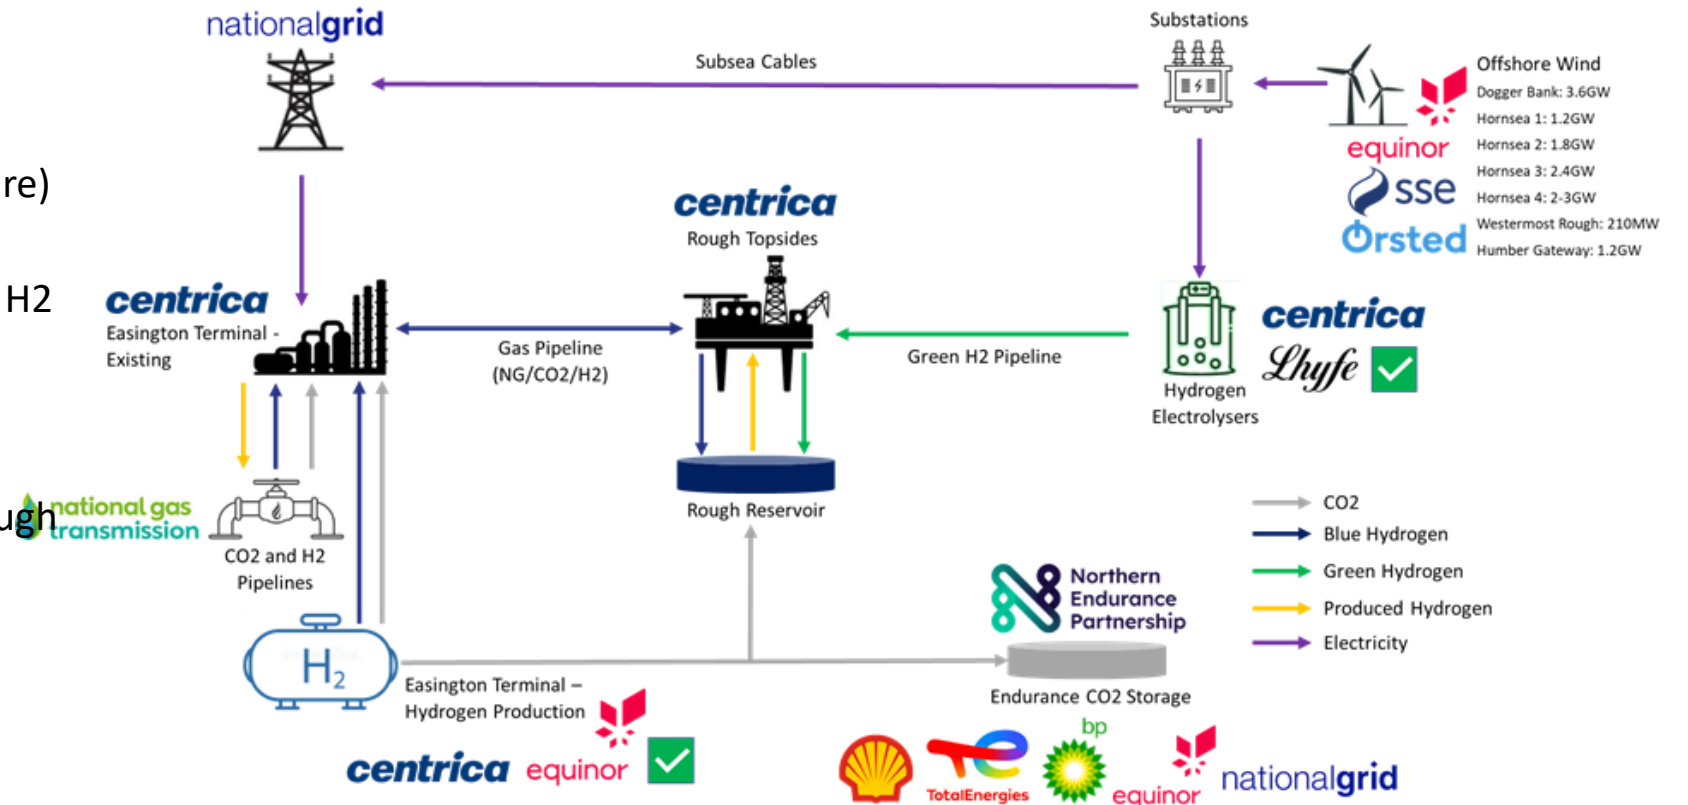 nationalgrid
Substations
Subsea Cables
Offshore Wind
Dogger Bank: 3.6GW
Hornsea 1: 1.2GW
Hornsea 2: 1.8GW
Hornsea 3: 2.4GW
Hornsea 4: 2-3GW
Westermost Rough: 210MW
Humber Gateway: 1.2GW
equinor
sse
Orsted
re)
centrica
Rough Topsides
H2
centrica
Easington Terminal -
Existing
Gas Pipeline
(NG/CO2/H2)
Green H2 Pipeline
centrica
Lhyfe
Hydrogen
Electrolysers
Rough Reservoir
ugh
national gas
transmission
CO2 and H2
Pipelines
CO2
Blue Hydrogen
Green Hydrogen
Produced Hydrogen
Electricity
Northern
Endurance
Partnership
H2
Easington Terminal –
Hydrogen Production
centrica equinor
Endurance CO2 Storage
TotalEnergies
bp
equinor
nationalgrid